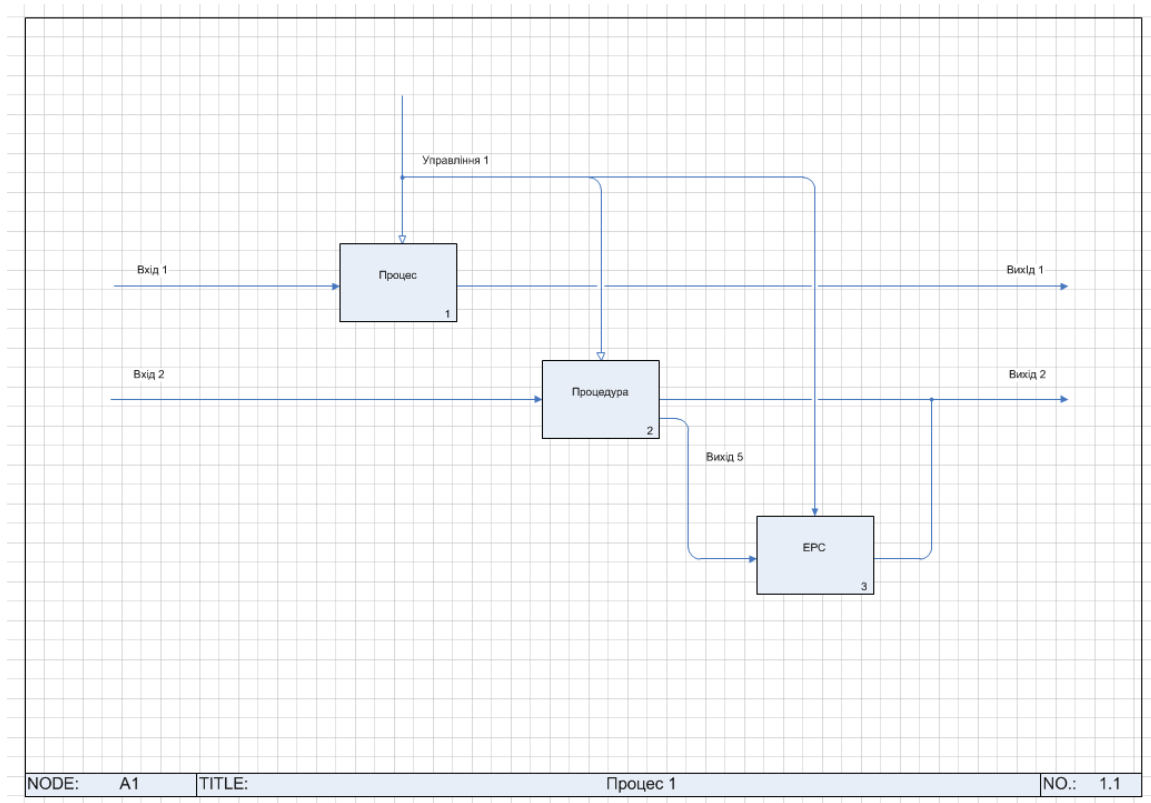 Управління 1
Вхід 1
Процес
1
ВихІд 1
Вхід 2
Процедура
2
Вихід 2
Вихід 5
EPC
3
NODE: A1 TITLE: Процес 1 NO.: 1.1